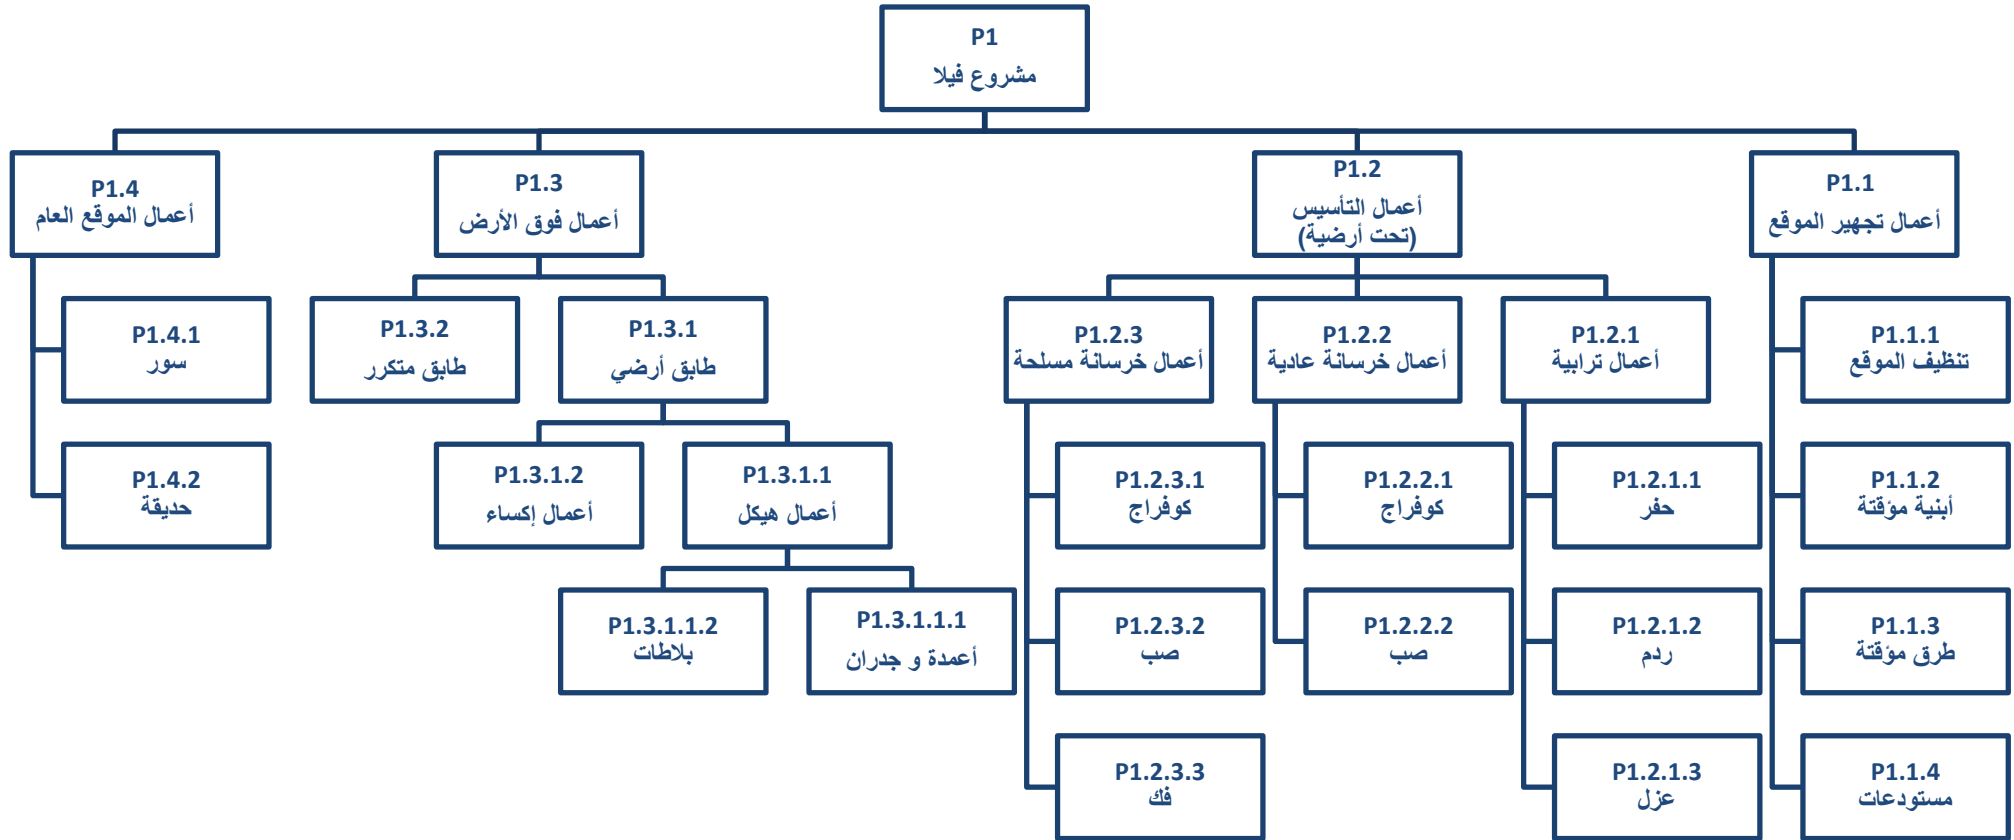 P1
مشروع فيلا
P1.1
أعمال تجهير الموقع
P1.2
أعمال التأسيس
(تحت أرضية)
P1.3
أعمال فوق الأرض
P1.4
أعمال الموقع العام
P1.1.1
تنظيف الموقع
P1.2.1
أعمال ترابية
P1.2.2
أعمال خرسانة عادية
P1.2.3
أعمال خرسانة مسلحة
P1.3.1
طابق أرضي
P1.3.2
طابق متكرر
P1.4.1
سور
P1.1.2
أبنية مؤقتة
P1.2.1.1
حفر
P1.2.2.1
كوفراج
P1.2.3.1
كوفراج
P1.3.1.1
أعمال هيكل
P1.3.1.2
أعمال إكساء
P1.4.2
حديقة
P1.1.3
طرق مؤقتة
P1.2.1.2
ردم
P1.2.2.2
صب
P1.2.3.2
صب
P1.3.1.1.1
أعمدة و جدران
P1.3.1.1.2
بلاطات
P1.1.4
مستودعات
P1.2.1.3
عزل
P1.2.3.3
فك